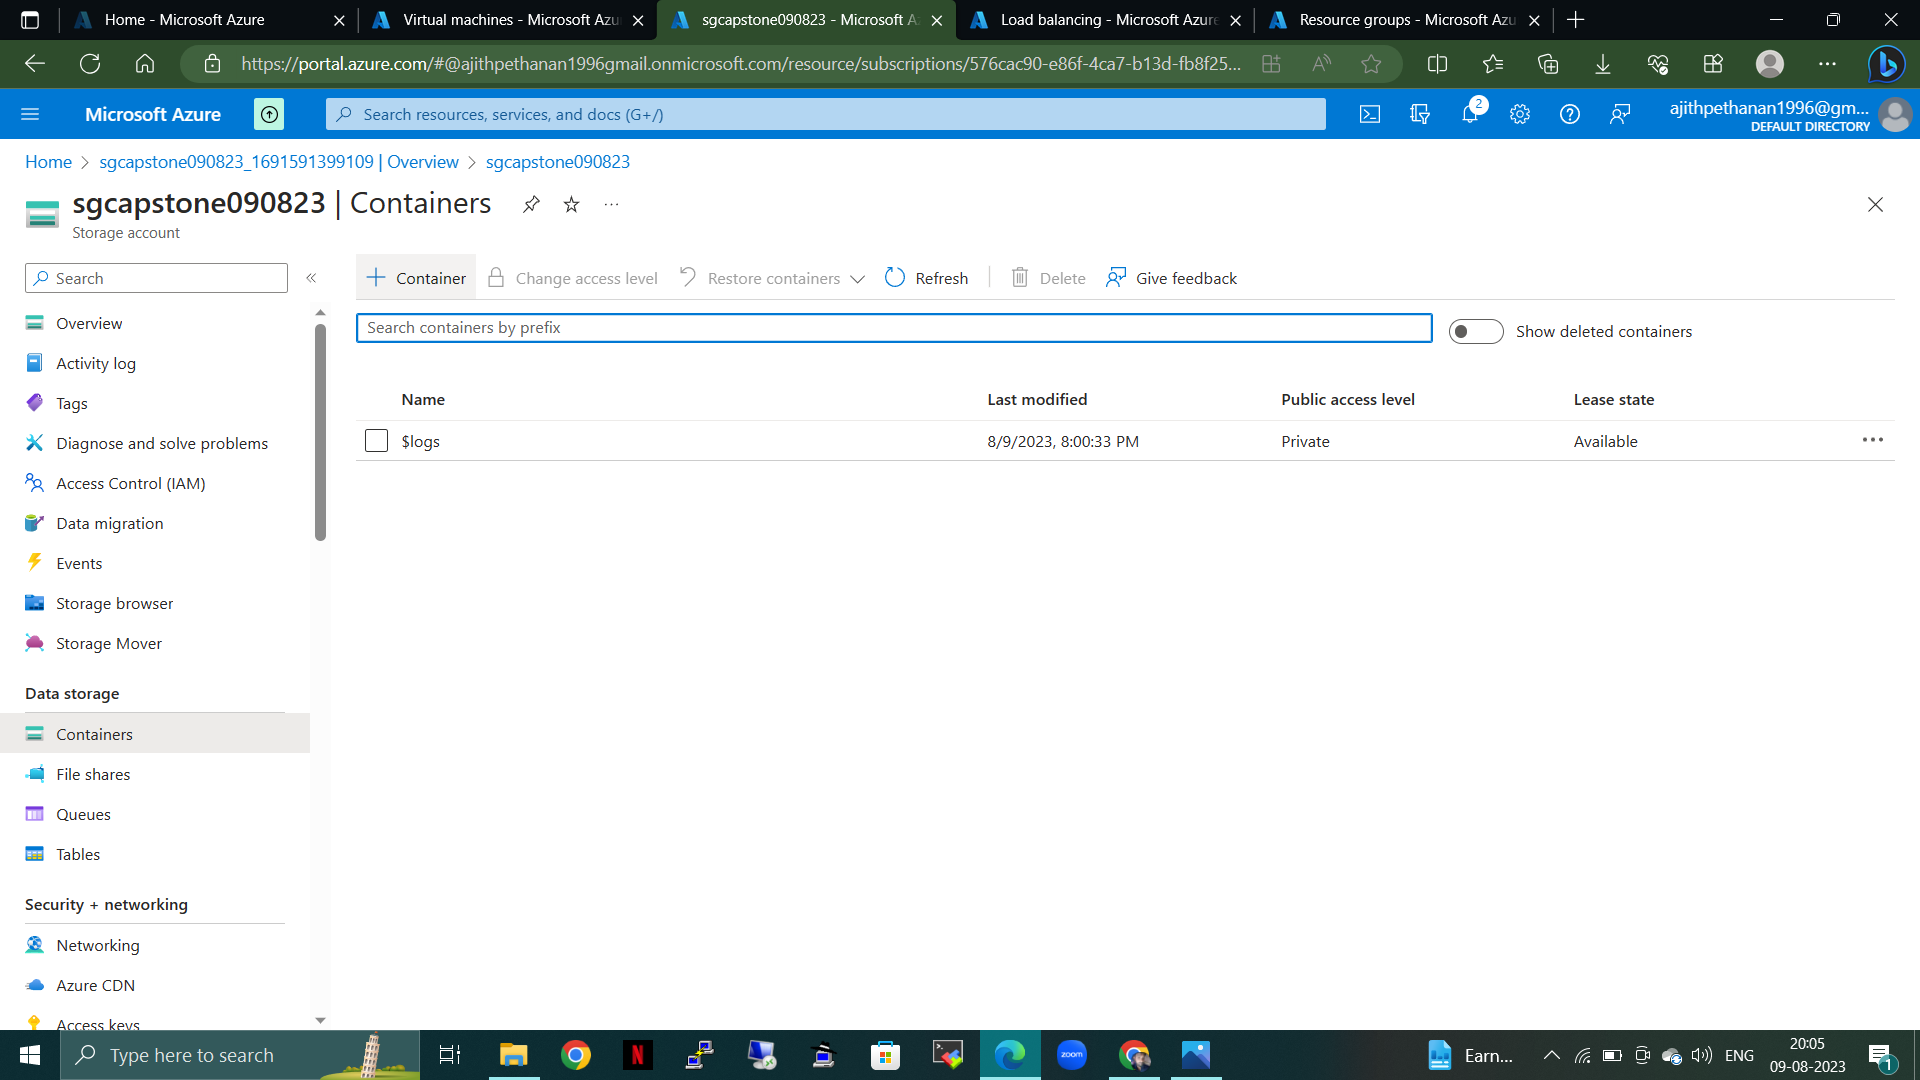 Home - Microsoft Azure
Virtual machines - Microsoft Azu
sgcapstone090823 - Microsoft A
Load balancing - Microsoft Azure
Resource groups - Microsoft Azu
https://portal.azure.com/#@ajithpethanan1996gmail.onmicrosoft.com/resource/subscriptions/576cac90-e86f-4ca7-b13d-fb8f25...
Microsoft Azure
Search resources, services, and docs (G+/)
2
ajithpethanan1996@gm...
DEFAULT DIRECTORY
Home > sgcapstone090823_1691591399109 | Overview > sgcapstone090823
sgcapstone090823 | Containers
Storage account
Search
Container
Change access level
Restore containers
Refresh
Delete
Give feedback
Search containers by prefix
Show deleted containers
Name Last modified Public access level Lease state
$logs 8/9/2023, 8:00:33 PM Private Available
Overview
Activity log
Tags
Diagnose and solve problems
Access Control (IAM)
Data migration
Events
Storage browser
Storage Mover
Data storage
Containers
File shares
Queues
Tables
Security + networking
Networking
Azure CDN
Access keys
Type here to search
N
zoom
Earn...
ENG
20:05
09-08-2023
1